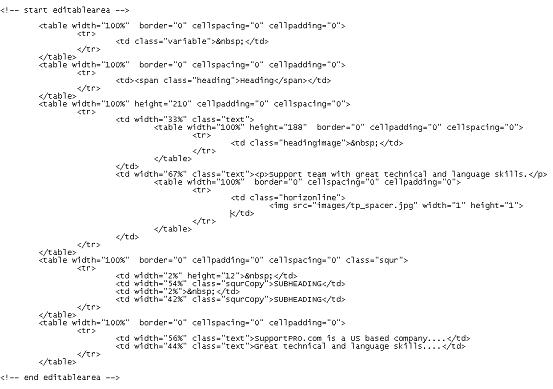 <!-- start editablearea -->
<table width="100%"  border="0" cellspacing="0" cellpadding="0">
<tr>
<td class="variable">&nbsp;</td>
</tr>
</table>
<table width="100%"  border="0" cellspacing="0" cellpadding="0">
<tr>
<td><span class="heading">Heading</span></td>
</tr>
</table>
<table width="100%" height="210" cellpadding="0" cellspacing="0">
<tr>
<td width="33%" class="text">
<table width="100%" height="188"  border="0" cellpadding="0" cellspacing="0">
<tr>
<td class="headingimage">&nbsp;</td>
</tr>
</table>
</td>
<td width="67%" class="text"><p>Support team with great technical and language skills.</p>
<table width="100%"  border="0" cellspacing="0" cellpadding="0">
<tr>
<td class="horizonline">
<img src="images/tp_spacer.jpg" width="1" height="1">
</td>
</tr>
</table>
</td>
</tr>
</table>
<table width="100%"  border="0" cellpadding="0" cellspacing="0" class="squr">
<tr>
<td width="2%" height="12">&nbsp;</td>
<td width="54%" class="squrCopy">SUBHEADING</td>
<td width="2%">&nbsp;</td>
<td width="42%" class="squrCopy">SUBHEADING</td>
</tr>
</table>
<table width="100%"  border="0" cellspacing="0" cellpadding="0">
<tr>
<td width="56%" class="text">SupportPRO.com is a US based company....</td>
<td width="44%" class="text">Great technical and language skills....</td>
</tr>
</table>
<!-- end editablearea -->